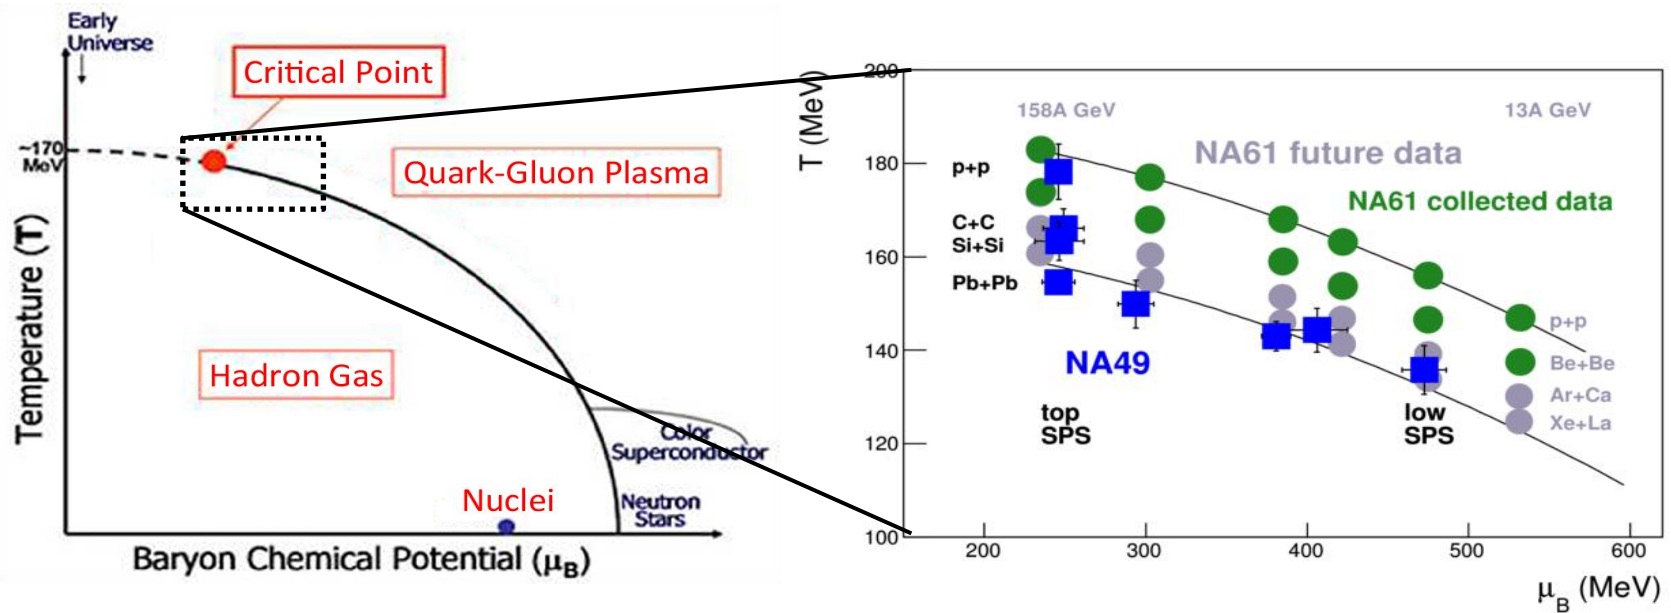 Early
Universe
Critical Point
~170
MeV
Quark-Gluon Plasma
Temperature (T)
Hadron Gas
Color
Superconductor
Nuclei
Neutron
Stars
Baryon Chemical Potential (μB)
T (MeV)
200
180
160
140
120
100
158A GeV
13A GeV
NA61 future data
NA61 collected data
p+p
C+C
Si+Si
Pb+Pb
NA49
top
SPS
low
SPS
p+p
Be+Be
Ar+Ca
Xe+La
200
300
400
500
600
μB (MeV)